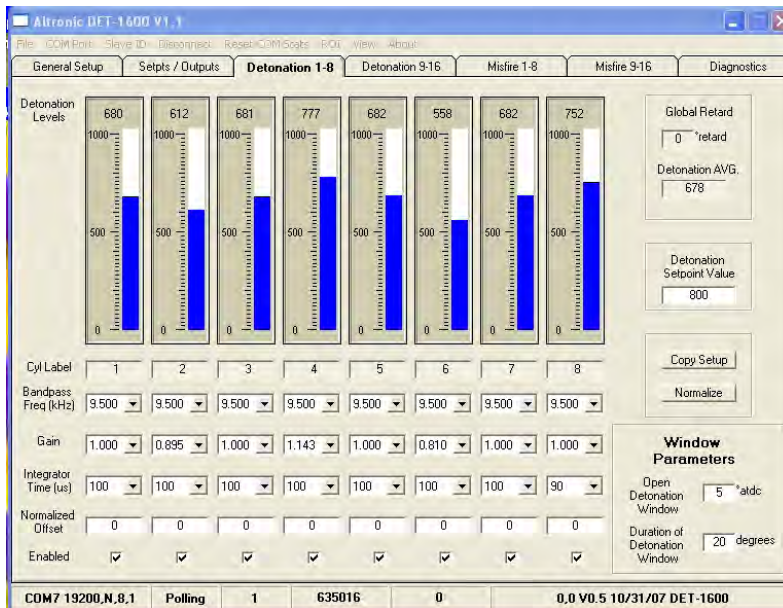 Altronic DET-1600 V1.1
File COM Port Slave ID Disconnect Reset COM Stats ROI View About
General Setup Setpts / Outputs Detonation 1-8 Detonation 9-16 Misfire 1-8 Misfire 9-16 Diagnostics
Detonation Levels
680 612 681 777 682 558 682 752
1000 1000 1000 1000 1000 1000 1000 1000
500 500 500 500 500 500 500 500
0 0 0 0 0 0 0 0
Cyl Label 1 2 3 4 5 6 7 8
Bandpass Freq (kHz) 9.500 9.500 9.500 9.500 9.500 9.500 9.500 9.500
Gain 1.000 0.895 1.000 1.143 1.000 0.810 1.000 1.000
Integrator Time (us) 100 100 100 100 100 100 100 90
Normalized Offset 0 0 0 0 0 0 0 0
Enabled
Global Retard
0 °retard
Detonation AVG.
678
Detonation
Setpoint Value
800
Copy Setup
Normalize
Window
Parameters
Open Detonation Window 5 °atdc
Duration of Detonation Window 20 degrees
COM7 19200,N,8,1 Polling 1 635016 0 0,0 V0.5 10/31/07 DET-1600